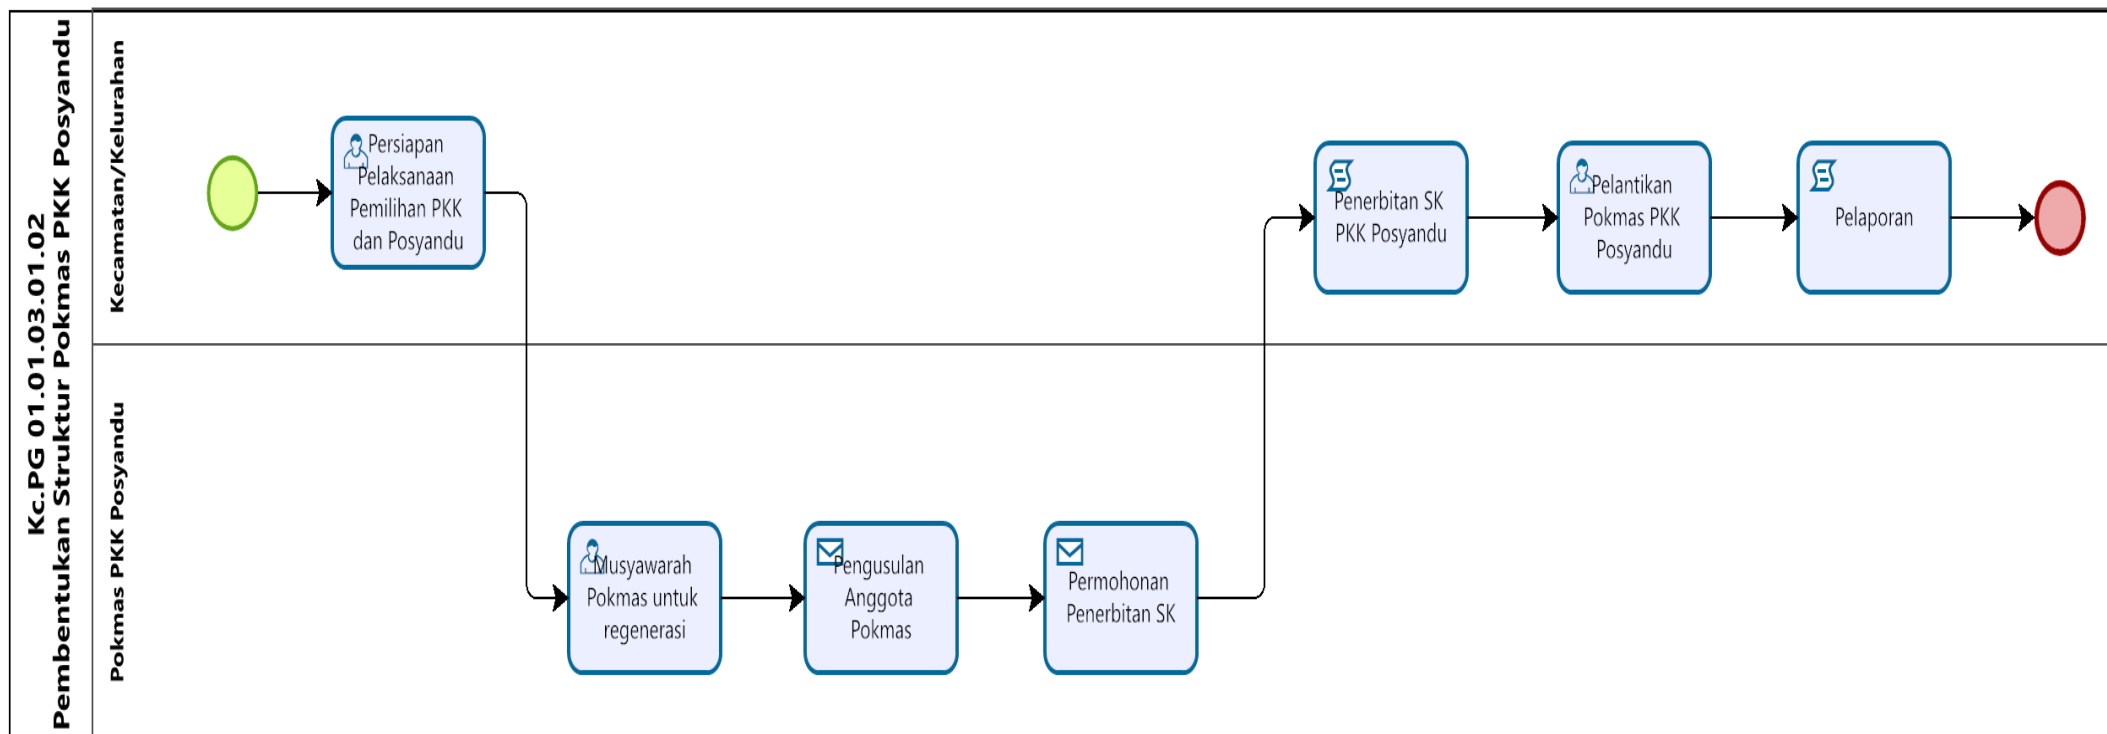 Kc.PG 01.01.03.01.02
Pembentukan Struktur Pokmas PKK Posyandu
Kecamatan/Kelurahan
Persiapan
Pelaksanaan
Pemilihan PKK
dan Posyandu
Penerbitan SK
PKK Posyandu
Pelantikan
Pokmas PKK
Posyandu
Pelaporan
Pokmas PKK Posyandu
Musyawarah
Pokmas untuk
regenerasi
Pengusulan
Anggota
Pokmas
Permohonan
Penerbitan SK